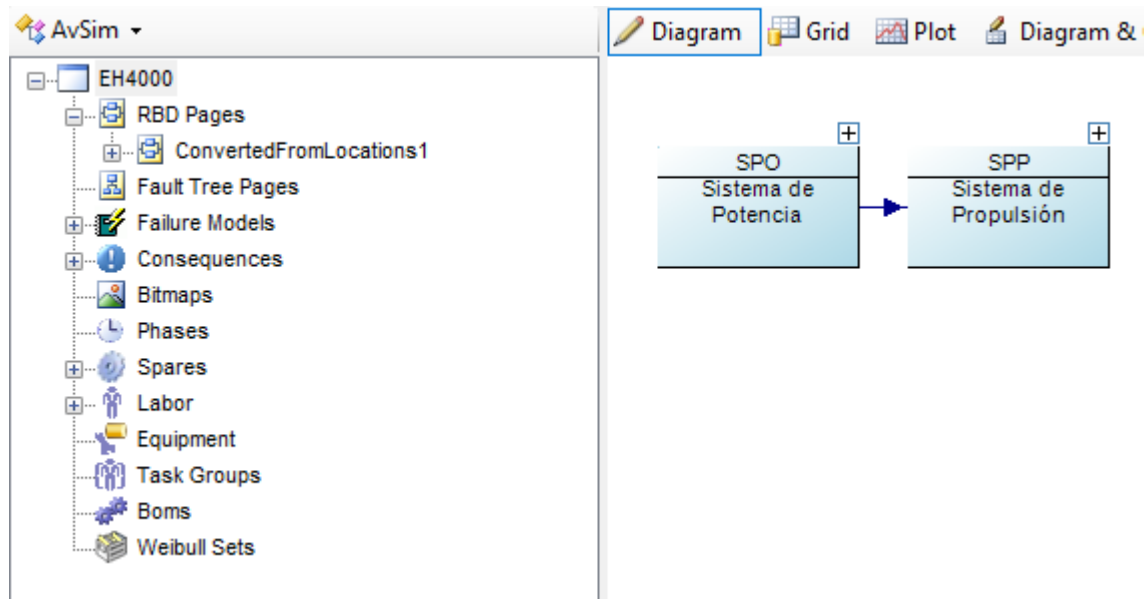 AvSim
Diagram
Grid
Plot
Diagram &
EH4000
RBD Pages
ConvertedFromLocations1
Fault Tree Pages
Failure Models
Consequences
Bitmaps
Phases
Spares
Labor
Equipment
Task Groups
Boms
Weibull Sets
SPO
Sistema de
Potencia
SPP
Sistema de
Propulsión